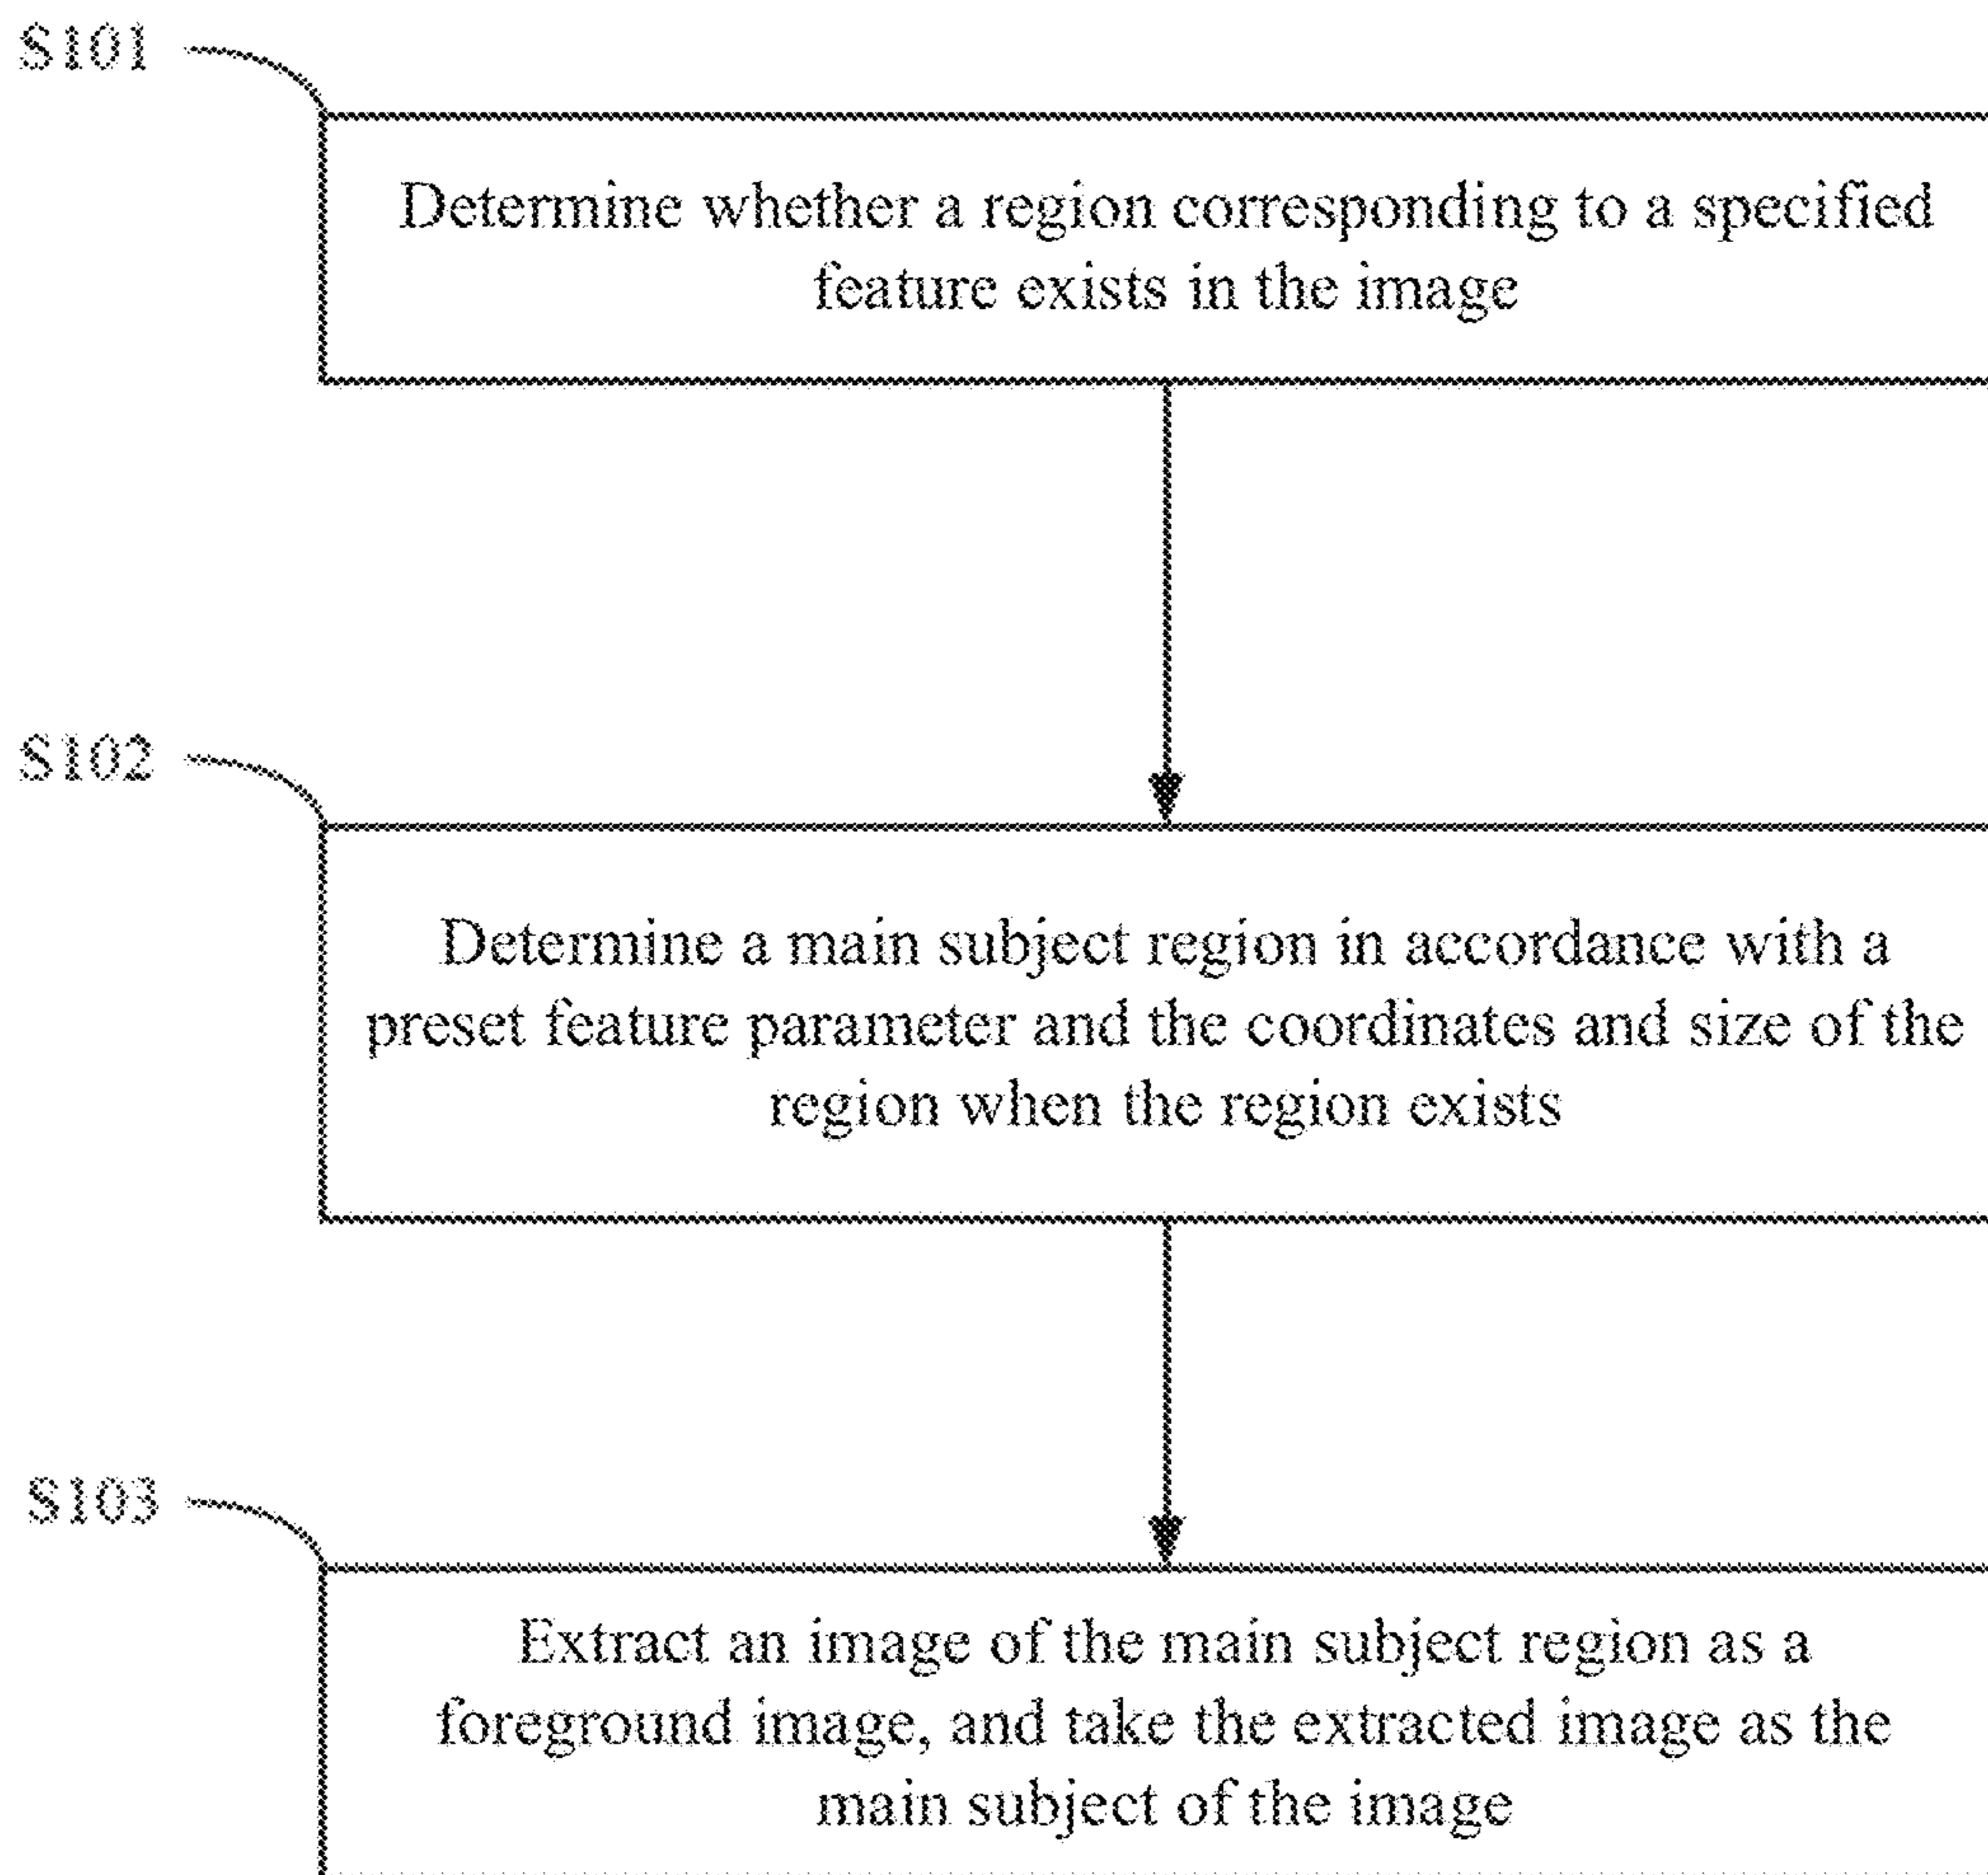 S101
Determine whether a region corresponding to a specified
feature exists in the image
S102
Determine a main subject region in accordance with a
preset feature parameter and the coordinates and size of the
region when the region exists
S103
Extract an image of the main subject region as a
foreground image, and take the extracted image as the
main subject of the image